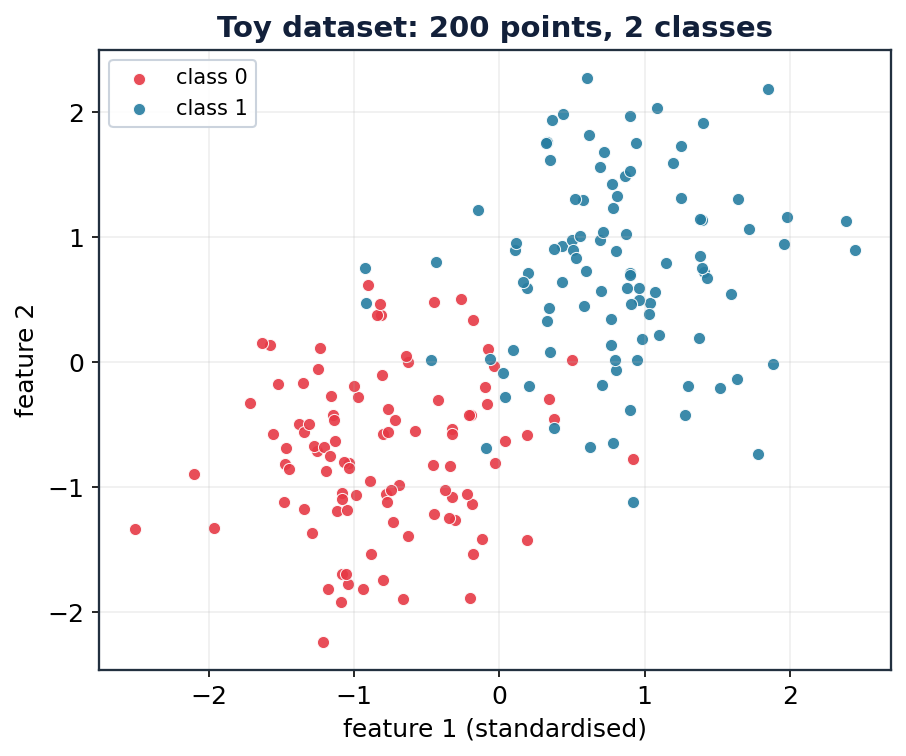 Toy dataset: 200 points, 2 classes
class 0
class 1
2
1
0
−1
−2
feature 2
−2
−1
0
1
2
feature 1 (standardised)